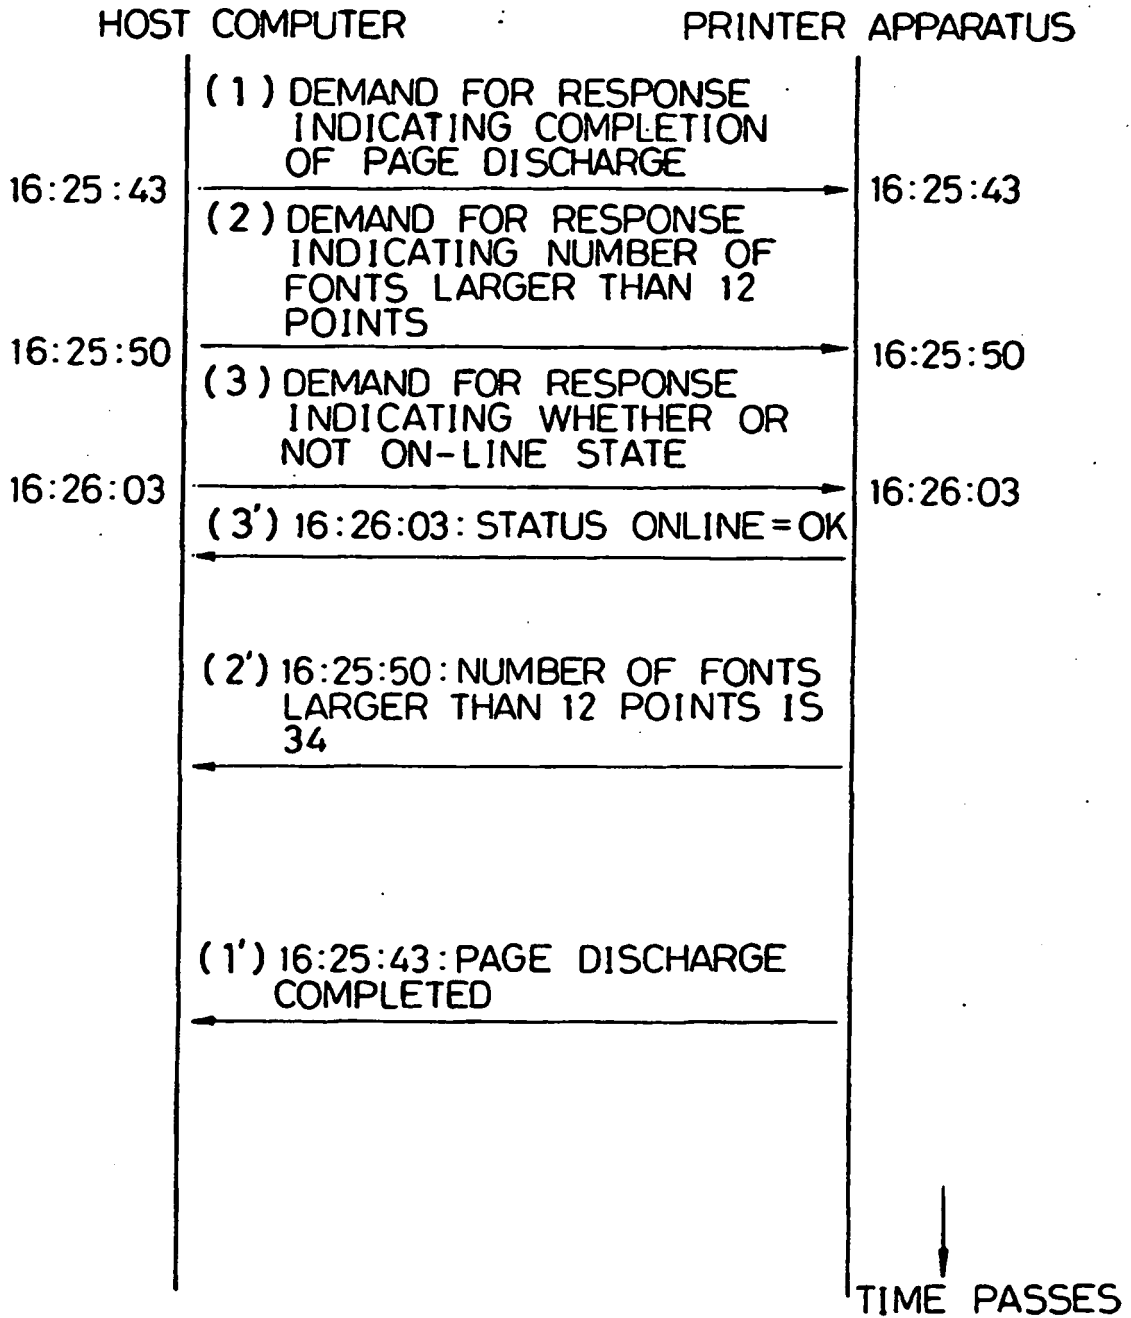 HOST COMPUTER PRINTER APPARATUS
(1) DEMAND FOR RESPONSE
INDICATING COMPLETION
OF PAGE DISCHARGE
16:25:43 16:25:43
(2) DEMAND FOR RESPONSE
INDICATING NUMBER OF
FONTS LARGER THAN 12
POINTS
16:25:50 16:25:50
(3) DEMAND FOR RESPONSE
INDICATING WHETHER OR
NOT ON-LINE STATE
16:26:03 16:26:03
(3') 16:26:03: STATUS ONLINE=OK
(2') 16:25:50: NUMBER OF FONTS
LARGER THAN 12 POINTS IS
34
(1') 16:25:43: PAGE DISCHARGE
COMPLETED
TIME PASSES